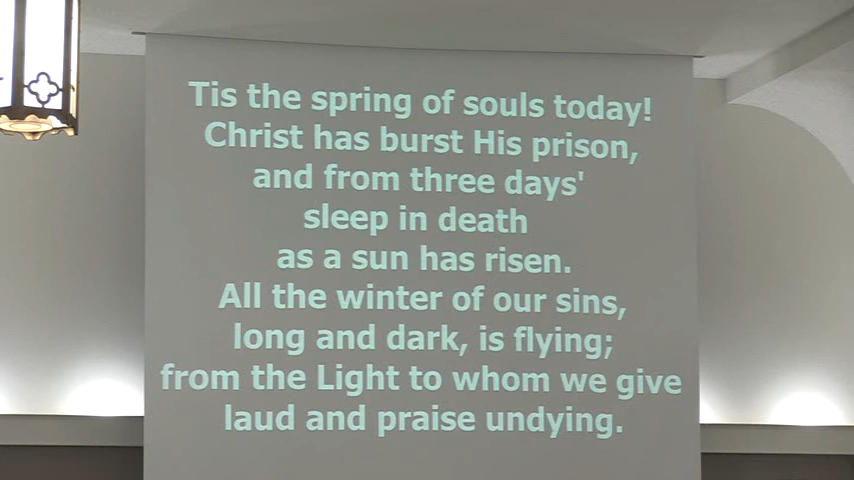 Tis the spring of souls today!
Christ has burst His prison,
and from three days'
sleep in death
as a sun has risen.
All the winter of our sins,
long and dark, is flying;
from the Light to whom we give
laud and praise undying.